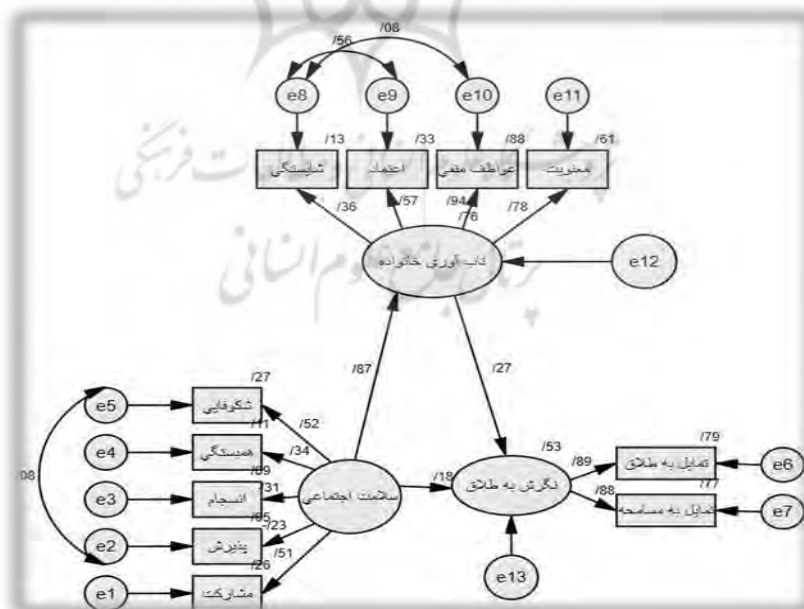 /08
/56
e8 e9 e10 e11
/13 /33 /88 /61
شایستگی اعتماد عواطف منفی معنویت
/36 /57 /94 /78
/76
تاب آوری خانواده
e12
/87 /27
/27
e5 شکوفایی /52
/11
e4 همبستگی /34
/08
e3 انسجام /31
سلامت اجتماعی /18
e2 پذیرش /23
/51
/26
e1 مشارکت
/53
نگرش به طلاق
/79
/89 تمایل به طلاق e6
/77
/88 تمایل به مسامحه e7
e13